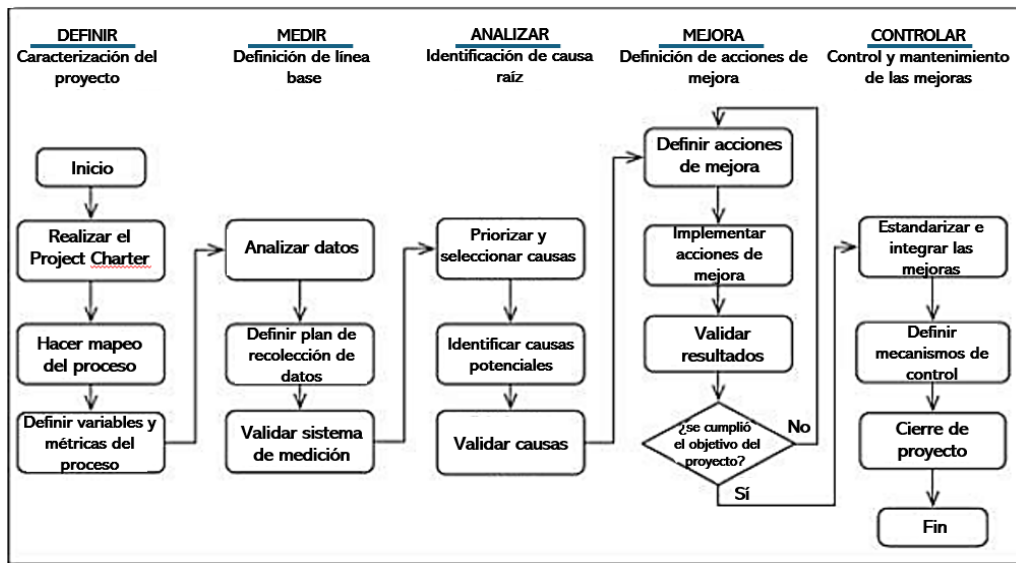 DEFINIR
Caracterización del
proyecto
MEDIR
Definición de línea
base
ANALIZAR
Identificación de causa
raíz
MEJORA
Definición de acciones de
mejora
CONTROLAR
Control y mantenimiento
de las mejoras
Inicio
Realizar el
Project Charter
Hacer mapeo
del proceso
Definir variables y
métricas del
proceso
Analizar datos
Definir plan de
recolección de
datos
Validar sistema
de medición
Priorizar y
seleccionar causas
Identificar causas
potenciales
Validar causas
Definir acciones
de mejora
Implementar
acciones de
mejora
Validar
resultados
¿se cumplió
el objetivo del
proyecto?
No
Sí
Estandarizar e
integrar las
mejoras
Definir
mecanismos de
control
Cierre de
proyecto
Fin